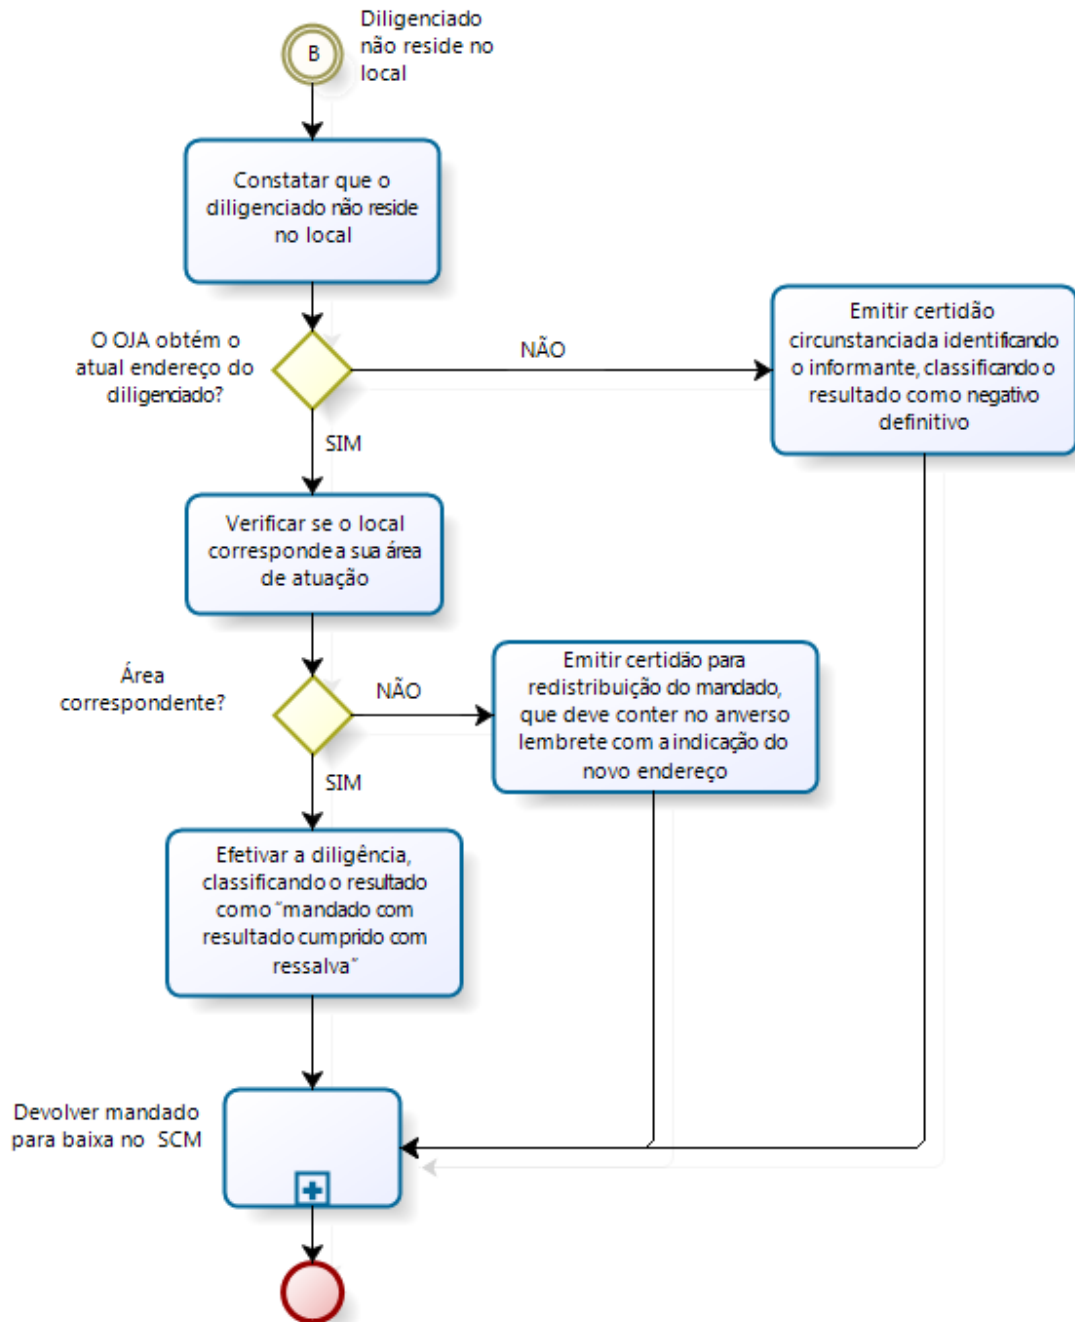 B
Diligenciado
não reside no
local
Constatar que o
diligenciado não reside
no local
O OJA obtém o
atual endereço do
diligenciado?
NÃO
Emitir certidão
circunstanciada identificando
o informante, classificando o
resultado como negativo
definitivo
SIM
Verificar se o local
corresponde a sua área
de atuação
Área
correspondente?
NÃO
Emitir certidão para
redistribuição do mandado,
que deve conter no anverso
lembrete com a indicação do
novo endereço
SIM
Efetivar a diligência,
classificando o resultado
como “mandado com
resultado cumprido com
ressalva”
Devolver mandado
para baixa no SCM